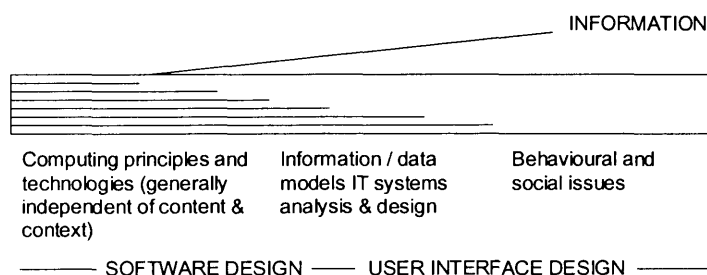 INFORMATION
Computing principles and
technologies (generally
independent of content &
context)
Information / data
models IT systems
analysis & design
Behavioural and
social issues
SOFTWARE DESIGN
USER INTERFACE DESIGN